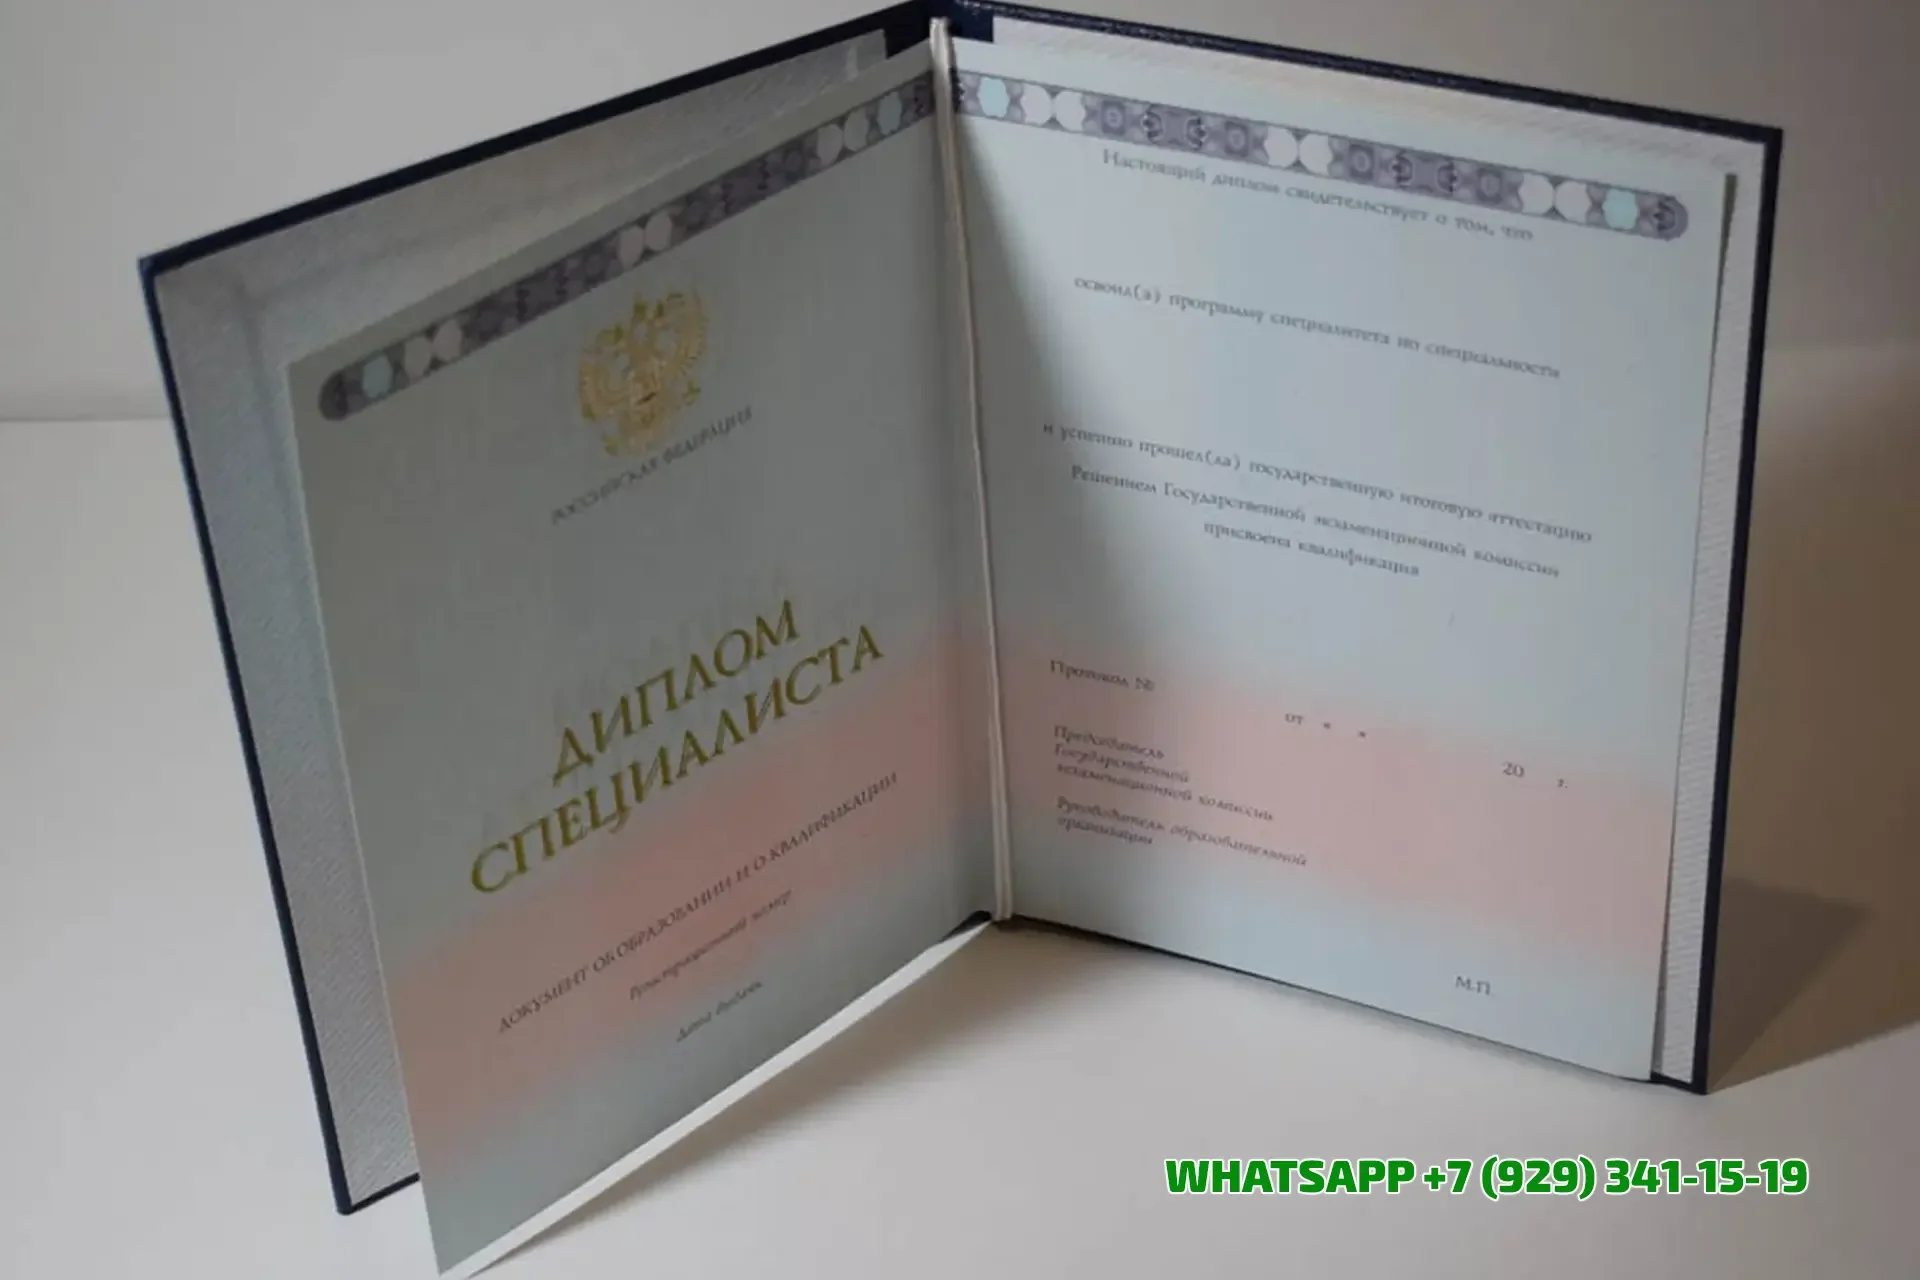 РОССИЙСКАЯ ФЕДЕРАЦИЯ
ДИПЛОМ
СПЕЦИАЛИСТА
ДОКУМЕНТ ОБ ОБРАЗОВАНИИ И О КВАЛИФИКАЦИИ
Регистрационный номер
Дата выдачи
Настоящий диплом свидетельствует о том, что
освоил(а) программу специалитета по специальности
и успешно прошел(ла) государственную итоговую аттестацию
Решением Государственной экзаменационной комиссии
присвоена квалификация
Протокол №
от « »
20 г.
Председатель
Государственной
экзаменационной комиссии
Руководитель образовательной
организации
М.П.
WHATSAPP +7 (929) 341-15-19